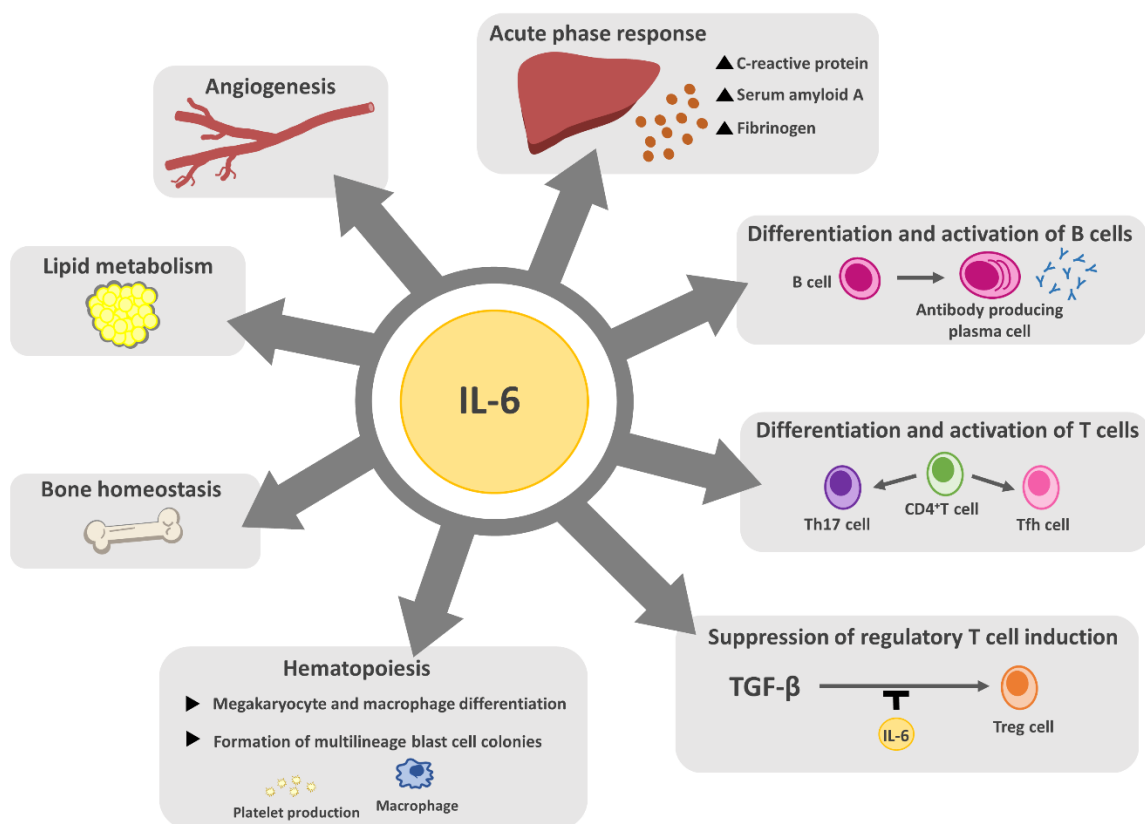 Acute phase response
C-reactive protein
Serum amyloid A
Fibrinogen
Angiogenesis
Differentiation and activation of B cells
B cell
Antibody producing
plasma cell
Lipid metabolism
IL-6
Differentiation and activation of T cells
Th17 cell
CD4⁺T cell
Tfh cell
Bone homeostasis
Suppression of regulatory T cell induction
TGF-β
IL-6
Treg cell
Hematopoiesis
Megakaryocyte and macrophage differentiation
Formation of multilineage blast cell colonies
Platelet production
Macrophage